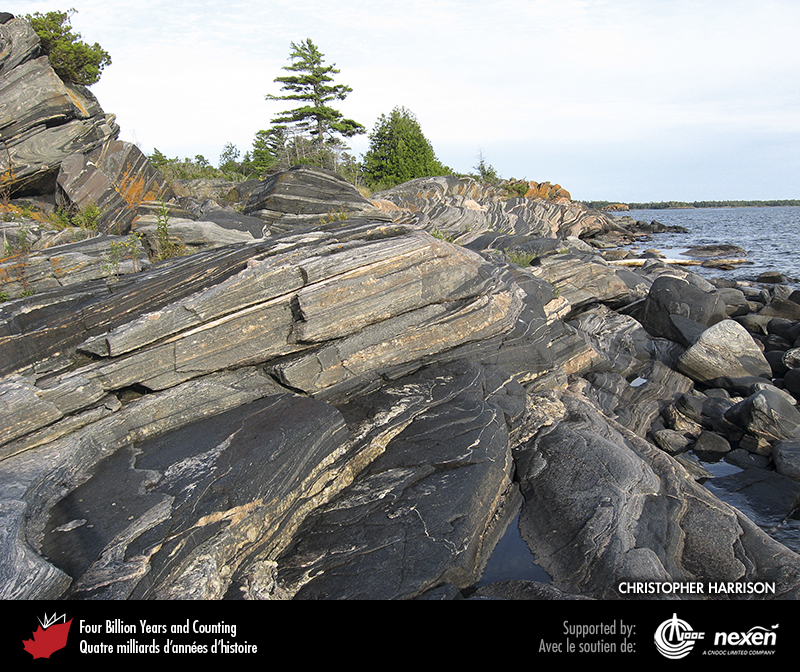 CHRISTOPHER HARRISON
Four Billion Years and Counting
Quatre milliards d'années d'histoire
Supported by:
Avec le soutien de:
CNOOC
nexen
A CNOOC LIMITED COMPANY